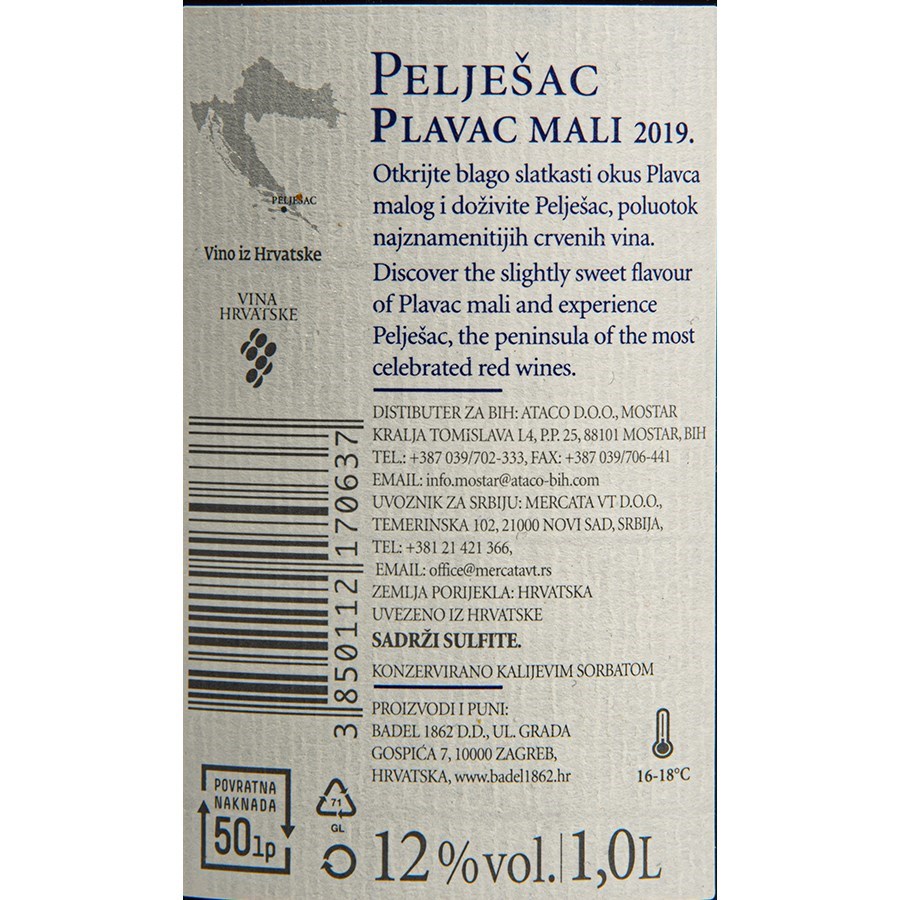 PELJEŠAC
PLAVAC MALI 2019.
Otkrijte blago slatkasti okus Plavca
malog i doživite Pelješac, poluotok
najznamenitijih crvenih vina.
Discover the slightly sweet flavour
of Plavac mali and experience
Pelješac, the peninsula of the most
celebrated red wines.
PELJEŠAC
Vino iz Hrvatske
VINA
HRVATSKE
DISTIBUTER ZA BIH: ATACO D.O.O., MOSTAR
KRALJA TOMISLAVA L4, P.P. 25, 88101 MOSTAR, BIH
TEL.: +387 039/702-333, FAX: +387 039/706-441
EMAIL: info.mostar@ataco-bih.com
UVOZNIK ZA SRBIJU: MERCATA VT D.O.O.,
TEMERINSKA 102, 21000 NOVI SAD, SRBIJA,
TEL: +381 21 421 366,
EMAIL: office@mercatavt.rs
ZEMLJA PORIJEKLA: HRVATSKA
UVEZENO IZ HRVATSKE
SADRŽI SULFITE.
KONZERVIRANO KALIJEVIM SORBATOM
PROIZVODI I PUNI:
BADEL 1862 D.D., UL. GRADA
GOSPIĆA 7, 10000 ZAGREB,
HRVATSKA, www.badel1862.hr
16-18°C
3 850112 170637
POVRATNA
NAKNADA
50lp
71
GL
12%vol. | 1,0L